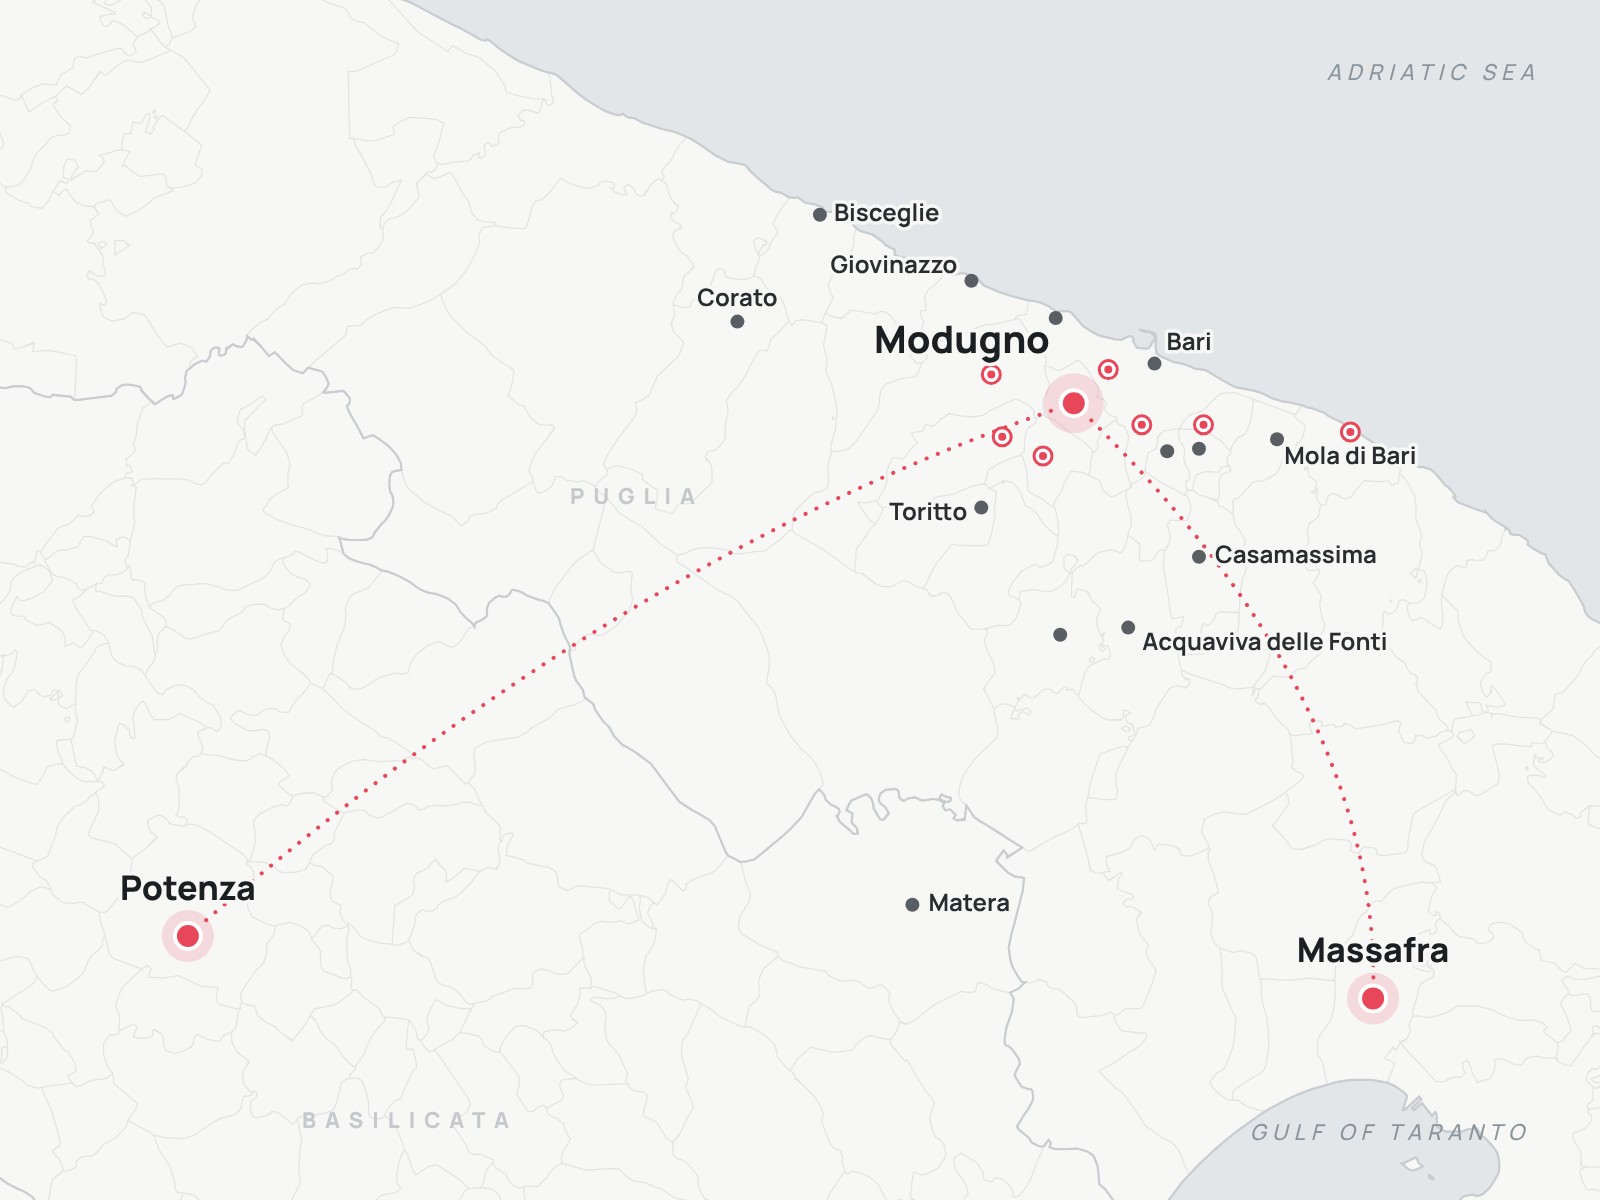 ADRIATIC SEA
Bisceglie
Giovinazzo
Corato
Modugno
Bari
Mola di Bari
PUGLIA
Toritto
Casamassima
Acquaviva delle Fonti
Potenza
Matera
Massafra
BASILICATA
GULF OF TARANTO